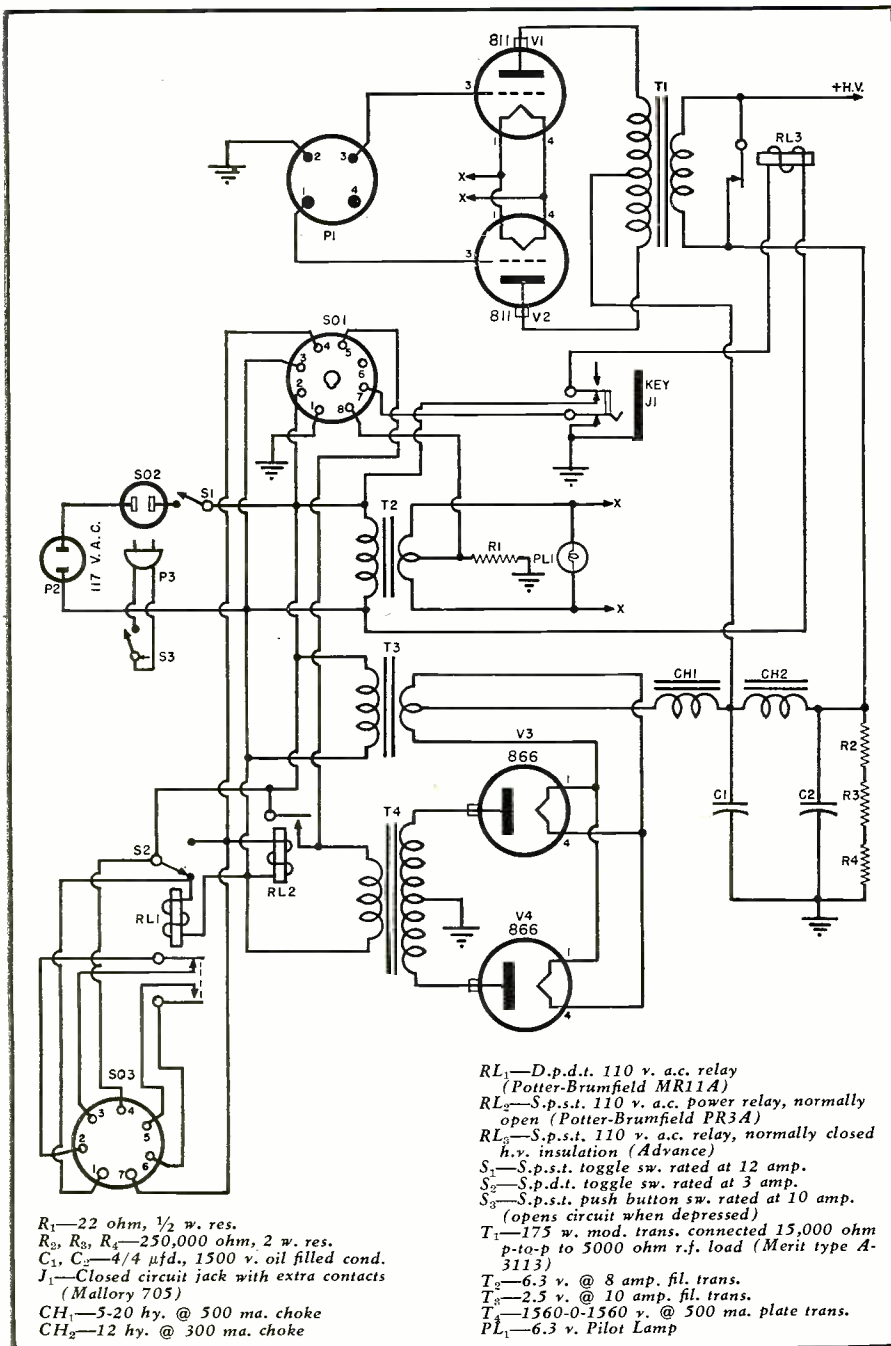 811 V1
T1
+H.V.
RL3
3
1
4
2
3
1
4
P1
X
X
1
4
3
811 V2
SO1
4
5
3
6
2
7
1
8
KEY
J1
SO2
S1
T2
X
117 V.A.C.
P2
P3
R1
PL1
X
S3
T3
CH1
CH2
V3
866
1
4
R2
C1
C2
R3
R4
T4
S2
RL2
RL1
V4
866
1
4
SO3
3
4
5
2
6
1
7
RL₁—D.p.d.t. 110 v. a.c. relay
(Potter-Brumfield MR11A)
RL₂—S.p.s.t. 110 v. a.c. power relay, normally
open (Potter-Brumfield PR3A)
RL₃—S.p.s.t. 110 v. a.c. relay, normally closed
h.v. insulation (Advance)
S₁—S.p.s.t. toggle sw. rated at 12 amp.
S₂—S.p.d.t. toggle sw. rated at 3 amp.
S₃—S.p.s.t. push button sw. rated at 10 amp.
(opens circuit when depressed)
T₁—175 w. mod. trans. connected 15,000 ohm
p-to-p to 5000 ohm r.f. load (Merit type A-
3113)
T₂—6.3 v. @ 8 amp. fil. trans.
T₃—2.5 v. @ 10 amp. fil. trans.
T₄—1560-0-1560 v. @ 500 ma. plate trans.
PL₁—6.3 v. Pilot Lamp
R₁—22 ohm, ½ w. res.
R₂, R₃, R₄—250,000 ohm, 2 w. res.
C₁, C₂—4/4 μfd., 1500 v. oil filled cond.
J₁—Closed circuit jack with extra contacts
(Mallory 705)
CH₁—5-20 hy. @ 500 ma. choke
CH₂—12 hy. @ 300 ma. choke